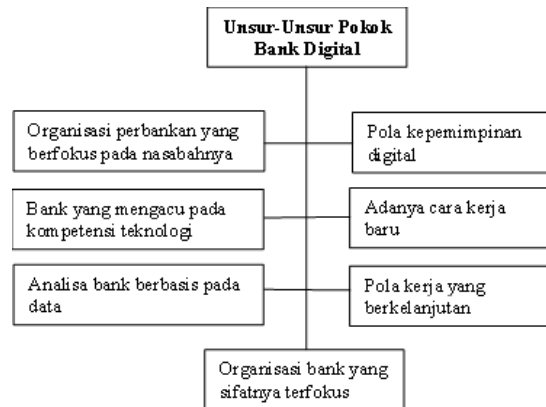 Unsur-Unsur Pokok
Bank Digital
Organisasi perbankan yang
berfokus pada nasabahnya
Pola kepemimpinan
digital
Bank yang mengacu pada
kompetensi teknologi
Adanya cara kerja
baru
Analisa bank berbasis pada
data
Pola kerja yang
berkelanjutan
Organisasi bank yang
sifatnya terfokus